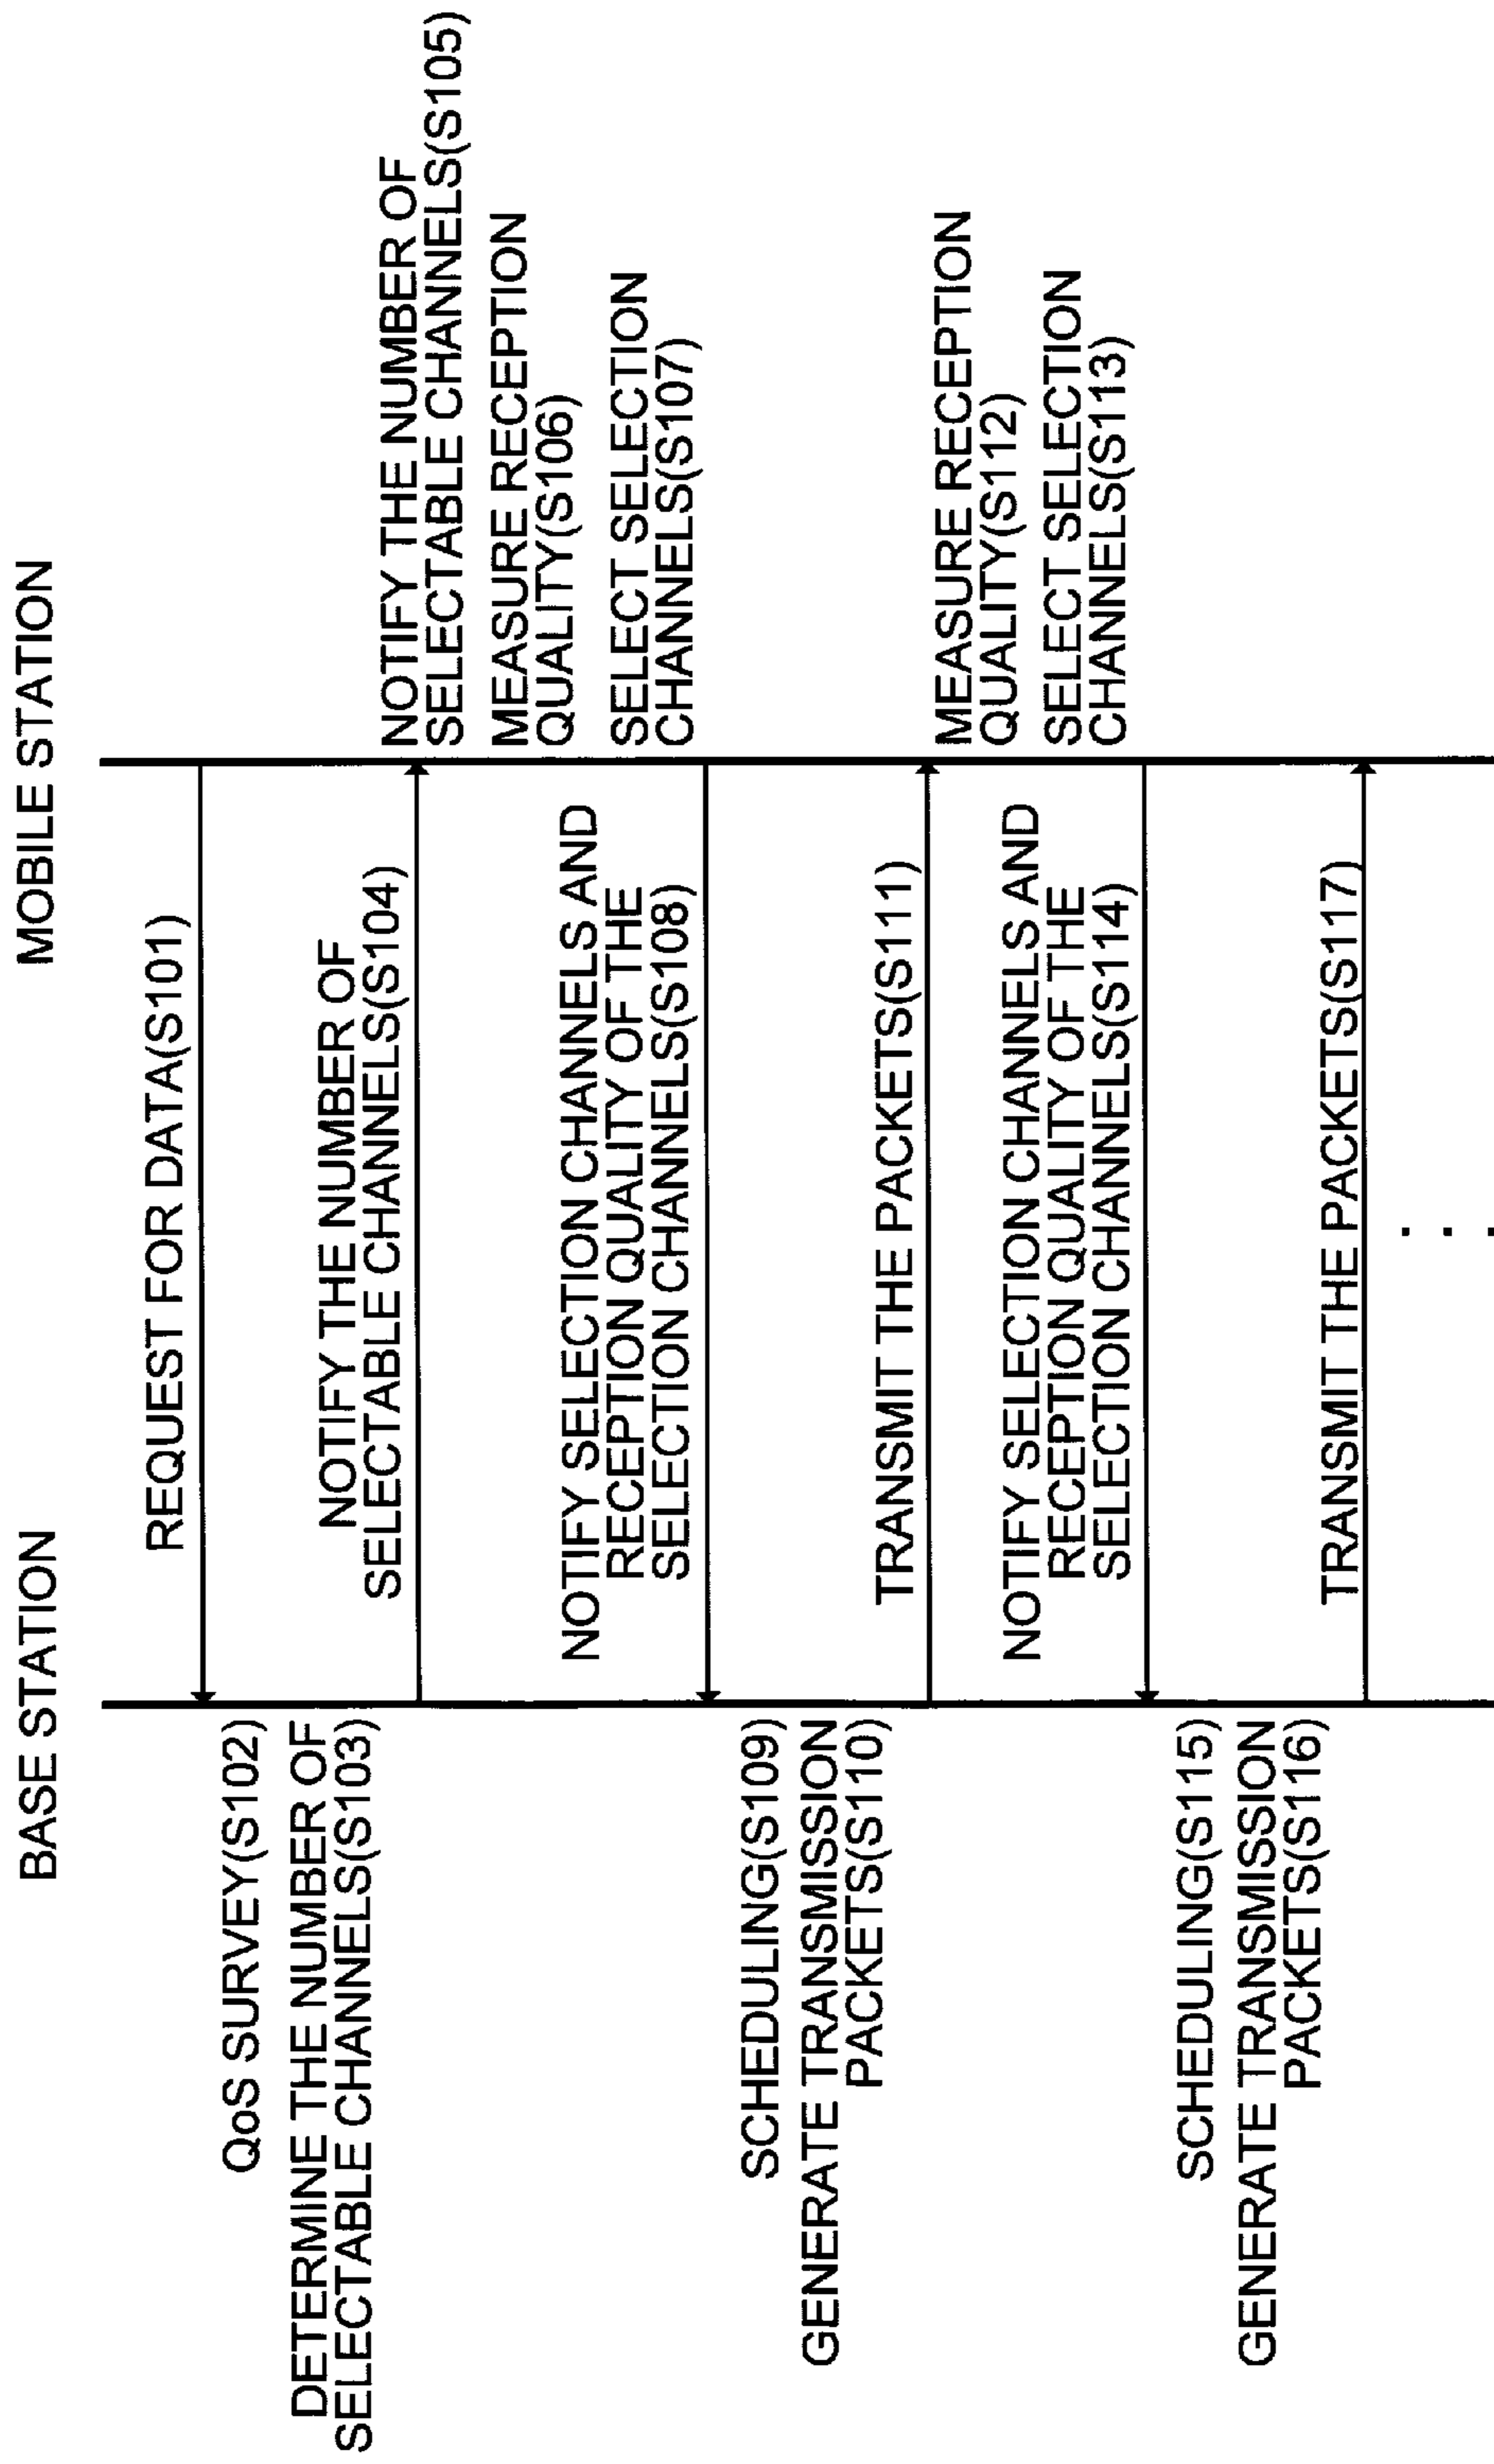 BASE STATION
MOBILE STATION
REQUEST FOR DATA(S101)
QoS SURVEY(S102)
DETERMINE THE NUMBER OF
SELECTABLE CHANNELS(S103)
NOTIFY THE NUMBER OF
SELECTABLE CHANNELS(S104)
NOTIFY THE NUMBER OF
SELECTABLE CHANNELS(S105)
MEASURE RECEPTION
QUALITY(S106)
SELECT SELECTION
CHANNELS(S107)
NOTIFY SELECTION CHANNELS AND
RECEPTION QUALITY OF THE
SELECTION CHANNELS(S108)
SCHEDULING(S109)
GENERATE TRANSMISSION
PACKETS(S110)
TRANSMIT THE PACKETS(S111)
MEASURE RECEPTION
QUALITY(S112)
SELECT SELECTION
CHANNELS(S113)
NOTIFY SELECTION CHANNELS AND
RECEPTION QUALITY OF THE
SELECTION CHANNELS(S114)
SCHEDULING(S115)
GENERATE TRANSMISSION
PACKETS(S116)
TRANSMIT THE PACKETS(S117)
. . .